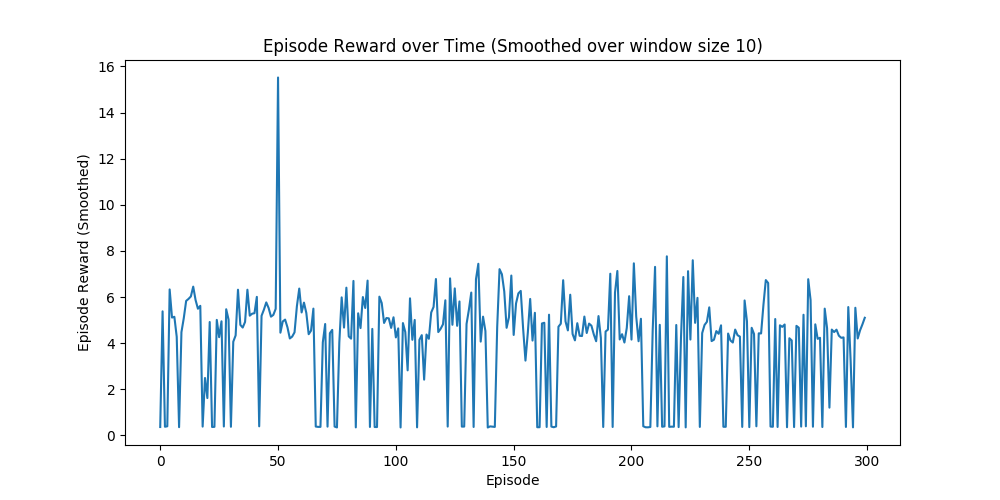 Episode Reward over Time (Smoothed over window size 10)
16
14
12
10
8
6
4
2
0
Episode Reward (Smoothed)
0 50 100 150 200 250 300
Episode